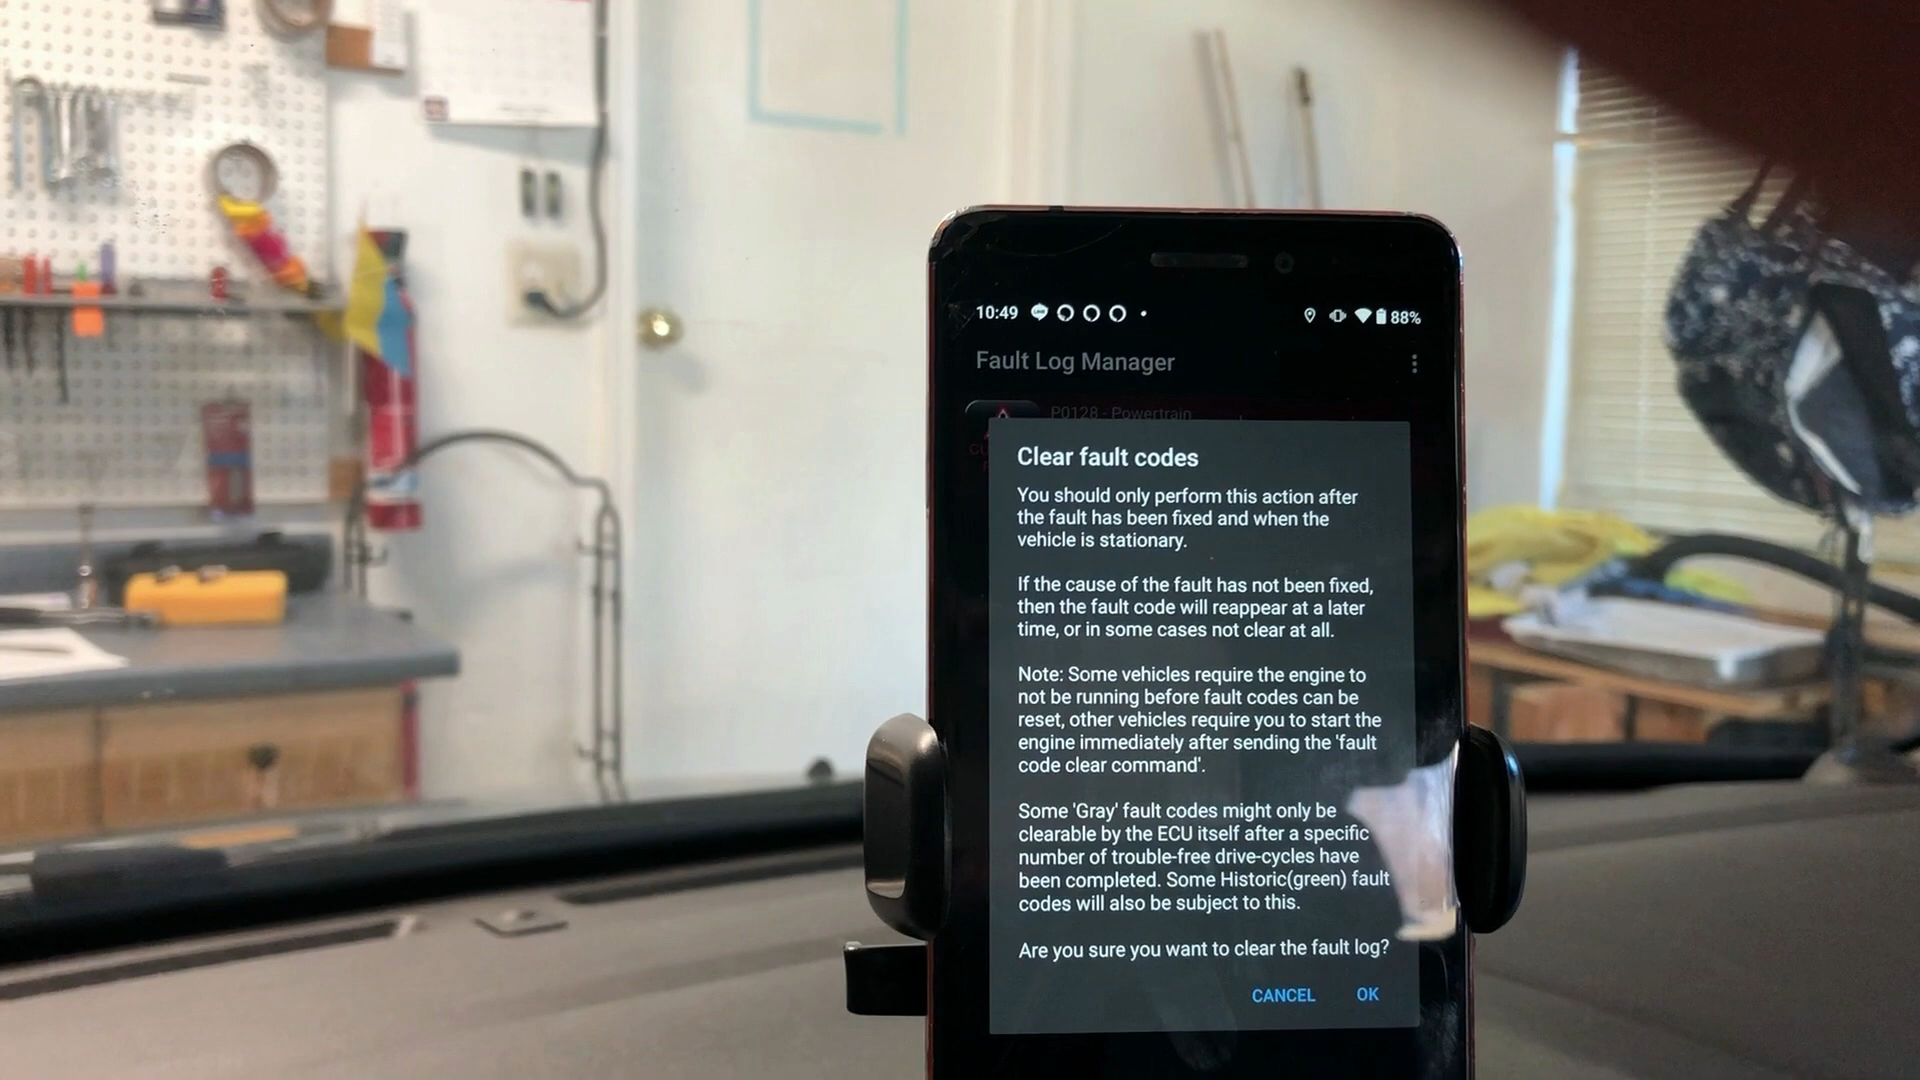 10:49
88%
Fault Log Manager
P0128 - Powertrain
Clear fault codes
You should only perform this action after
the fault has been fixed and when the
vehicle is stationary.
If the cause of the fault has not been fixed,
then the fault code will reappear at a later
time, or in some cases not clear at all.
Note: Some vehicles require the engine to
not be running before fault codes can be
reset, other vehicles require you to start the
engine immediately after sending the 'fault
code clear command'.
Some 'Gray' fault codes might only be
clearable by the ECU itself after a specific
number of trouble-free drive-cycles have
been completed. Some Historic(green) fault
codes will also be subject to this.
Are you sure you want to clear the fault log?
CANCEL OK